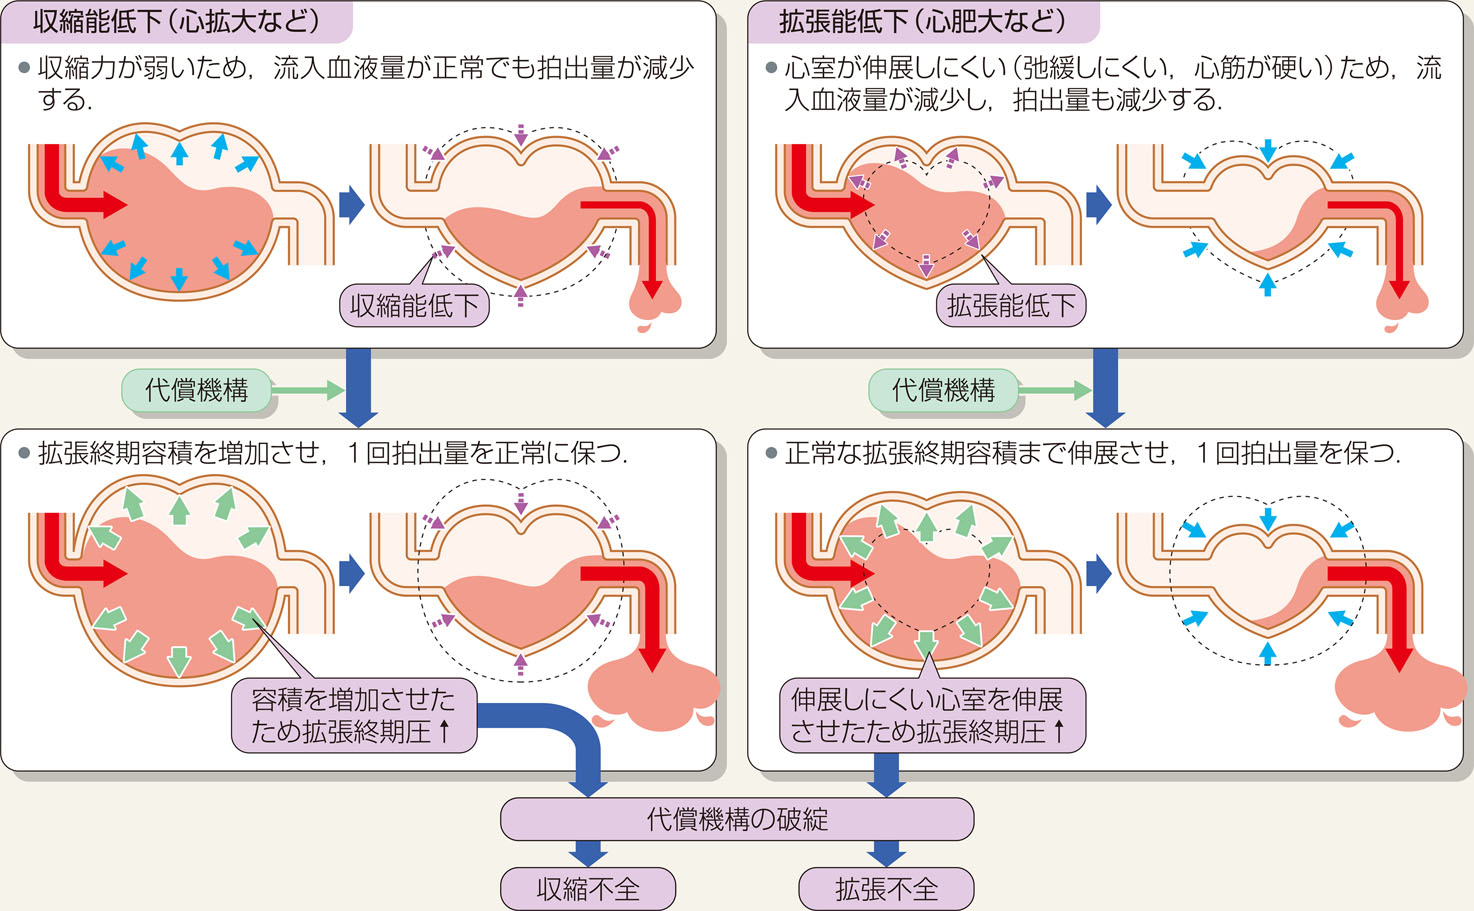 収縮能低下（心拡大など）
● 収縮力が弱いため，流入血液量が正常でも拍出量が減少
する．
収縮能低下
代償機構
● 拡張終期容積を増加させ，1回拍出量を正常に保つ．
容積を増加させた
ため拡張終期圧↑
拡張能低下（心肥大など）
● 心室が伸展しにくい（弛緩しにくい，心筋が硬い）ため，流
入血液量が減少し，拍出量も減少する．
拡張能低下
代償機構
● 正常な拡張終期容積まで伸展させ，1回拍出量を保つ．
伸展しにくい心室を伸展
させたため拡張終期圧↑
代償機構の破綻
収縮不全
拡張不全